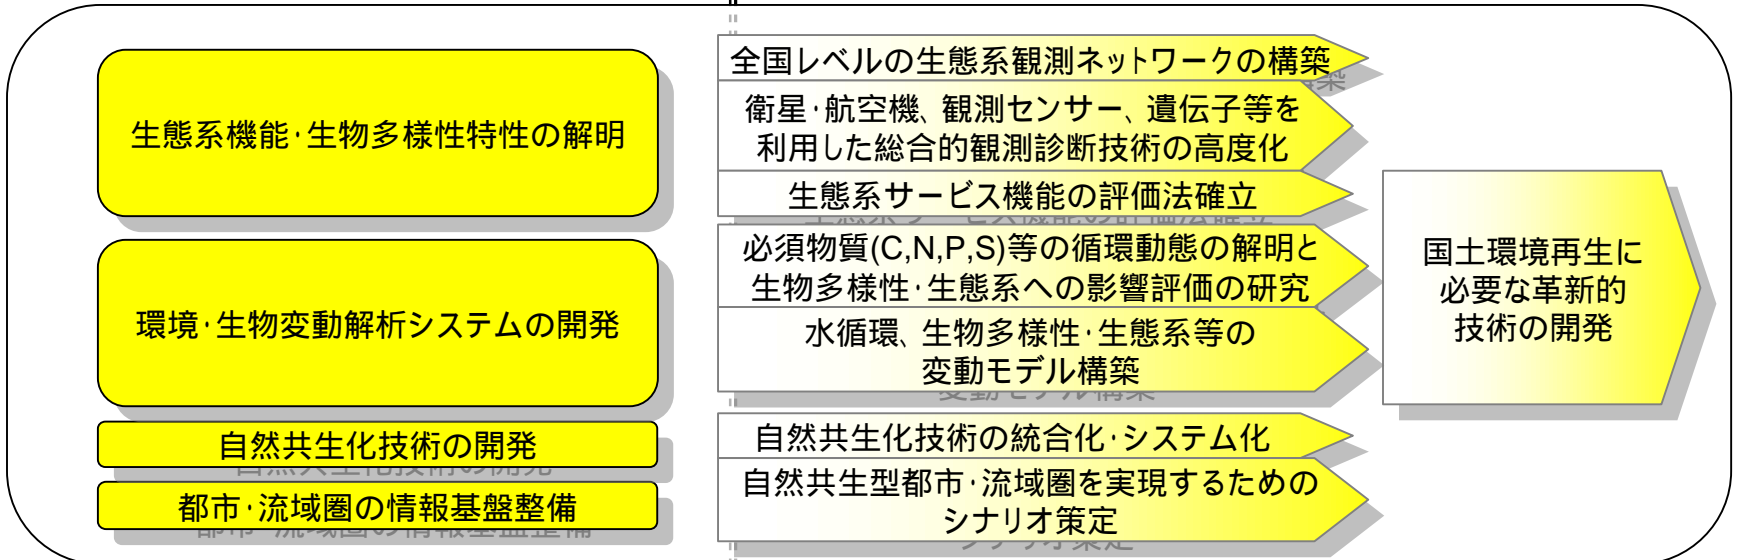 生態系機能･生物多様性特性の解明
環境･生物変動解析システムの開発
自然共生化技術の開発
都市･流域圏の情報基盤整備
全国レベルの生態系観測ネットワークの構築
衛星･航空機、観測センサー、遺伝子等を
利用した総合的観測診断技術の高度化
生態系サービス機能の評価法確立
必須物質(C,N,P,S)等の循環動態の解明と
生物多様性･生態系への影響評価の研究
水循環、生物多様性･生態系等の
変動モデル構築
自然共生化技術の統合化･システム化
自然共生型都市･流域圏を実現するための
シナリオ策定
国土環境再生に
必要な革新的
技術の開発